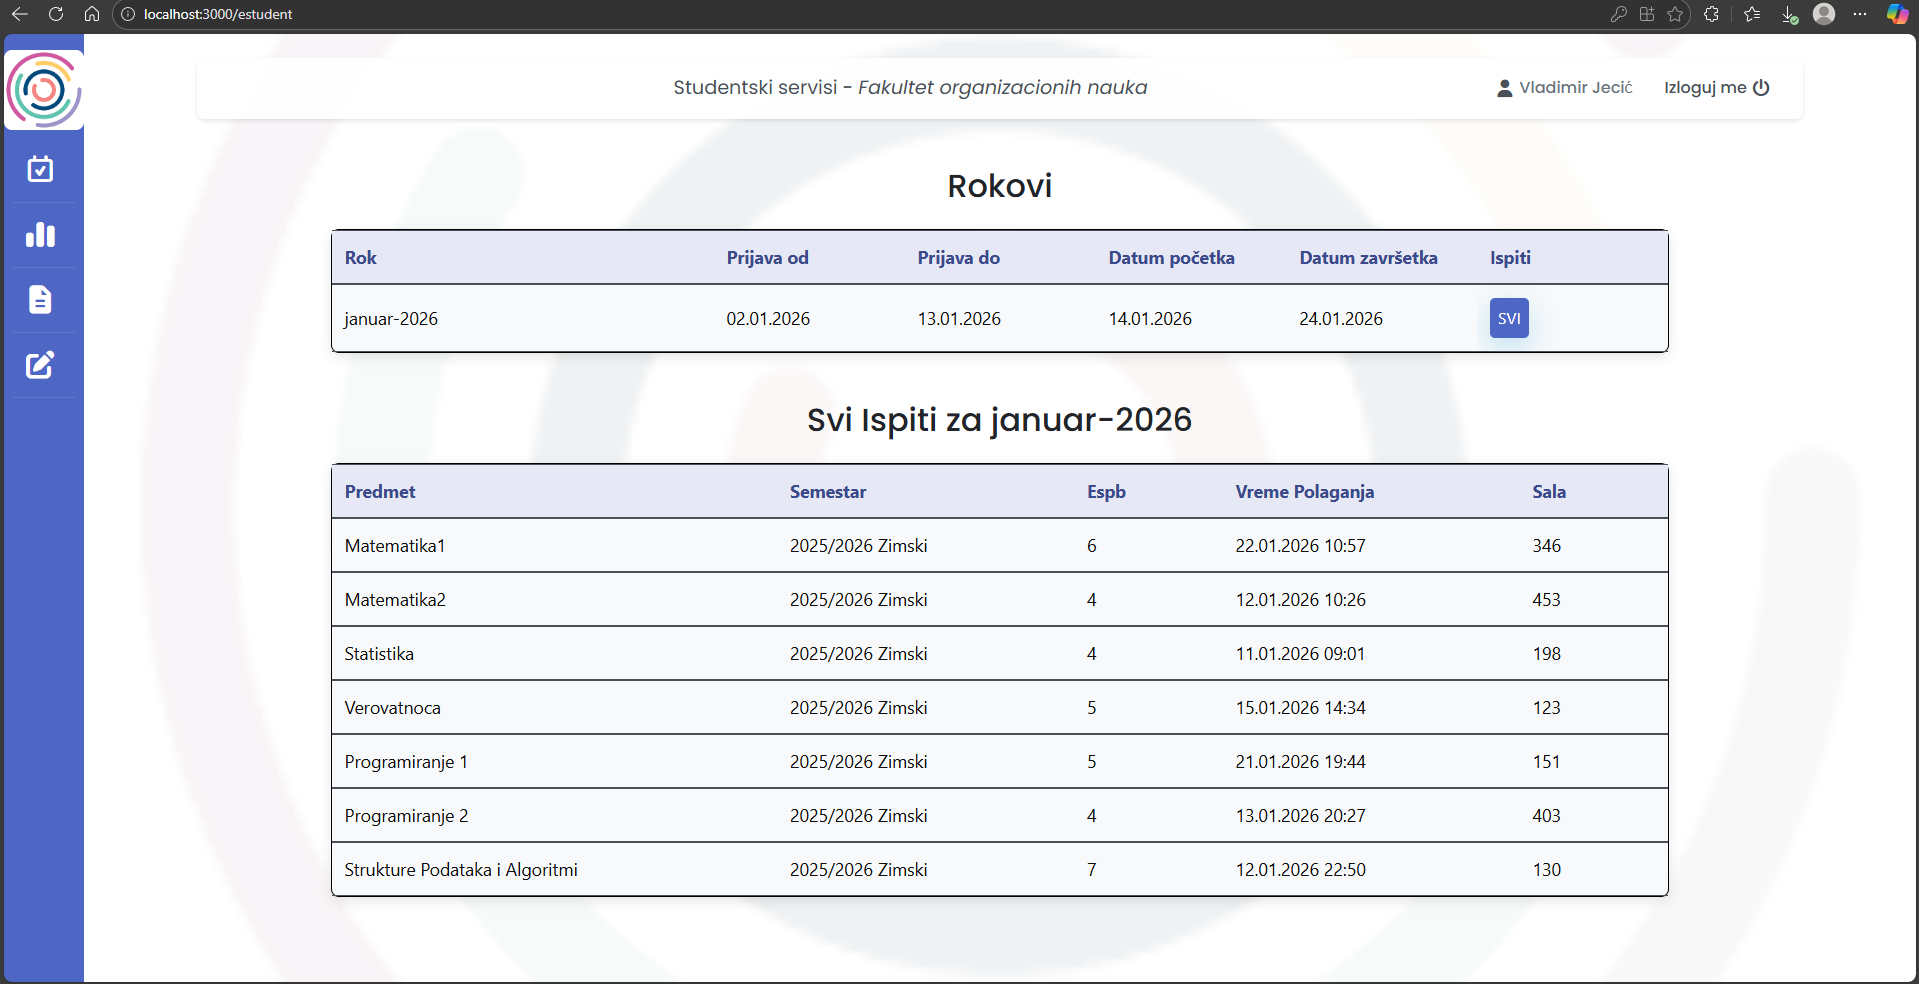 localhost:3000/estudent
Studentski servisi - Fakultet organizacionih nauka
Vladimir Jecić
Izloguj me
Rokovi
Rok Prijava od Prijava do Datum početka Datum završetka Ispiti
januar-2026 02.01.2026 13.01.2026 14.01.2026 24.01.2026 SVI
Svi Ispiti za januar-2026
Predmet Semestar Espb Vreme Polaganja Sala
Matematika1 2025/2026 Zimski 6 22.01.2026 10:57 346
Matematika2 2025/2026 Zimski 4 12.01.2026 10:26 453
Statistika 2025/2026 Zimski 4 11.01.2026 09:01 198
Verovatnoca 2025/2026 Zimski 5 15.01.2026 14:34 123
Programiranje 1 2025/2026 Zimski 5 21.01.2026 19:44 151
Programiranje 2 2025/2026 Zimski 4 13.01.2026 20:27 403
Strukture Podataka i Algoritmi 2025/2026 Zimski 7 12.01.2026 22:50 130